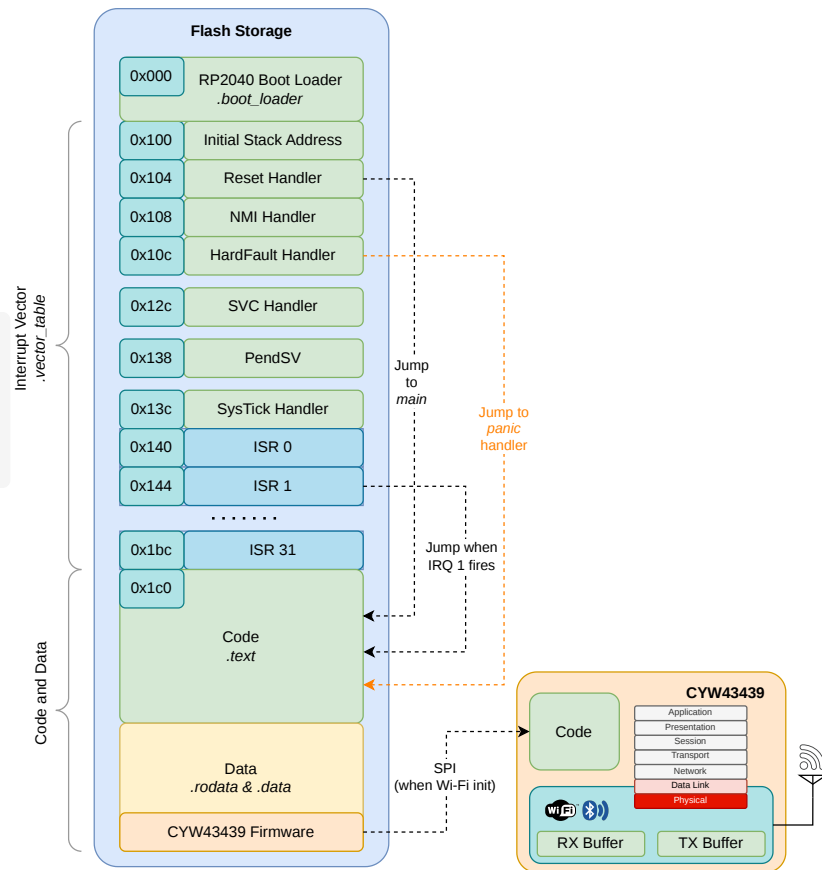 Flash Storage
0x000
RP2040 Boot Loader
.boot_loader
0x100
Initial Stack Address
0x104
Reset Handler
0x108
NMI Handler
0x10c
HardFault Handler
0x12c
SVC Handler
0x138
PendSV
0x13c
SysTick Handler
0x140
ISR 0
0x144
ISR 1
. . . . . . .
0x1bc
ISR 31
0x1c0
Code
.text
Data
.rodata & .data
CYW43439 Firmware
Interrupt Vector
.vector_table
Code and Data
Jump
to
main
Jump to
panic
handler
Jump when
IRQ 1 fires
SPI
(when Wi-Fi init)
CYW43439
Code
Application
Presentation
Session
Transport
Network
Data Link
Physical
Wi Fi
RX Buffer
TX Buffer